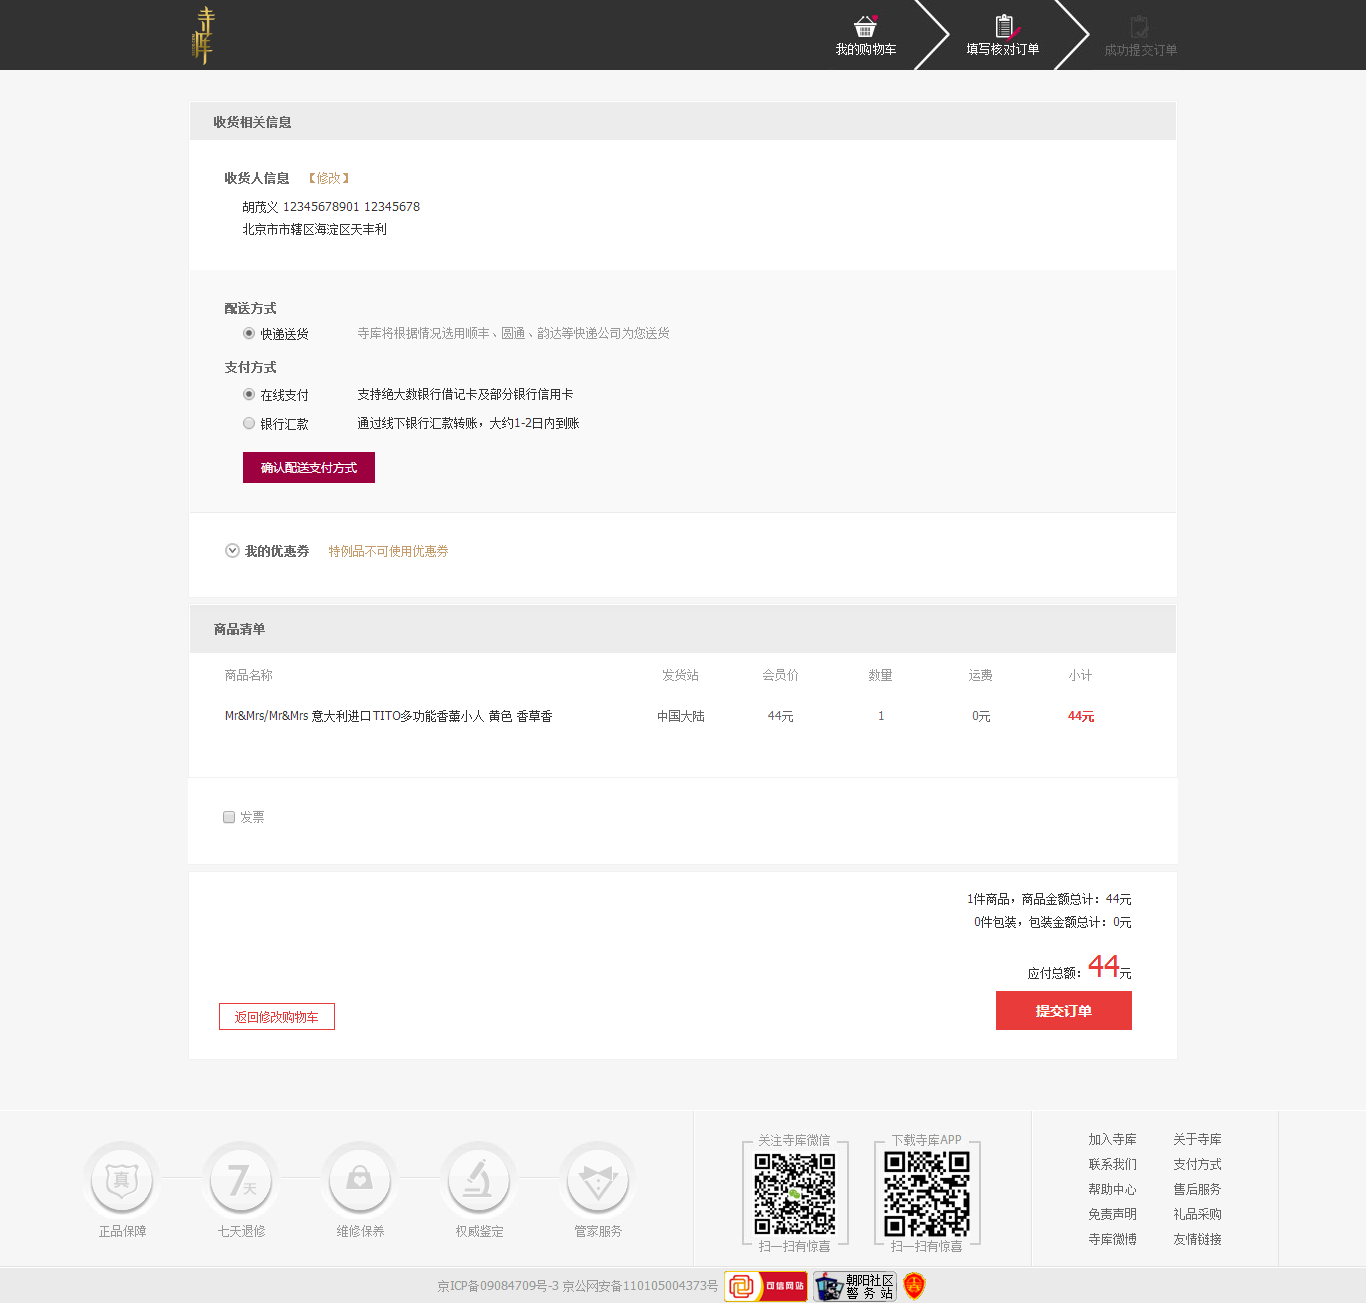 寺库
我的购物车
填写核对订单
成功提交订单
收货相关信息
收货人信息 【修改】
胡茂义 12345678901 12345678
北京市市辖区海淀区天丰利
配送方式
快递送货 寺库将根据情况选用顺丰、圆通、韵达等快递公司为您送货
支付方式
在线支付 支持绝大数银行借记卡及部分银行信用卡
银行汇款 通过线下银行汇款转账，大约1-2日内到账
确认配送支付方式
我的优惠券 特例品不可使用优惠券
商品清单
商品名称 发货站 会员价 数量 运费 小计
Mr&Mrs/Mr&Mrs 意大利进口TITO多功能香薰小人 黄色 香草香 中国大陆 44元 1 0元 44元
发票
1件商品，商品金额总计：44元
0件包装，包装金额总计：0元
应付总额：44元
返回修改购物车
提交订单
真
7天
正品保障 七天退修 维修保养 权威鉴定 管家服务
关注寺库微信
扫一扫有惊喜
下载寺库APP
扫一扫有惊喜
加入寺库 关于寺库
联系我们 支付方式
帮助中心 售后服务
免责声明 礼品采购
寺库微博 友情链接
京ICP备09084709号-3 京公网安备110105004373号
可信网站
朝阳社区
警务站